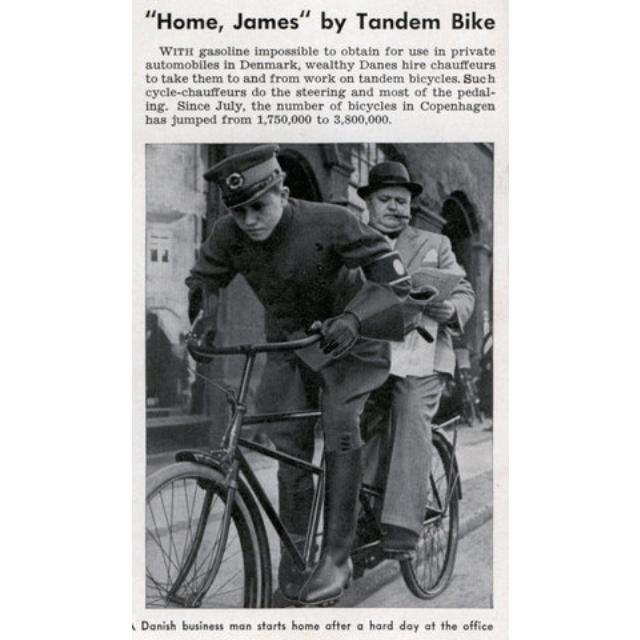 "Home, James" by Tandem Bike
WITH gasoline impossible to obtain for use in private
automobiles in Denmark, wealthy Danes hire chauffeurs
to take them to and from work on tandem bicycles. Such
cycle-chauffeurs do the steering and most of the pedal-
ing. Since July, the number of bicycles in Copenhagen
has jumped from 1,750,000 to 3,800,000.
A Danish business man starts home after a hard day at the office